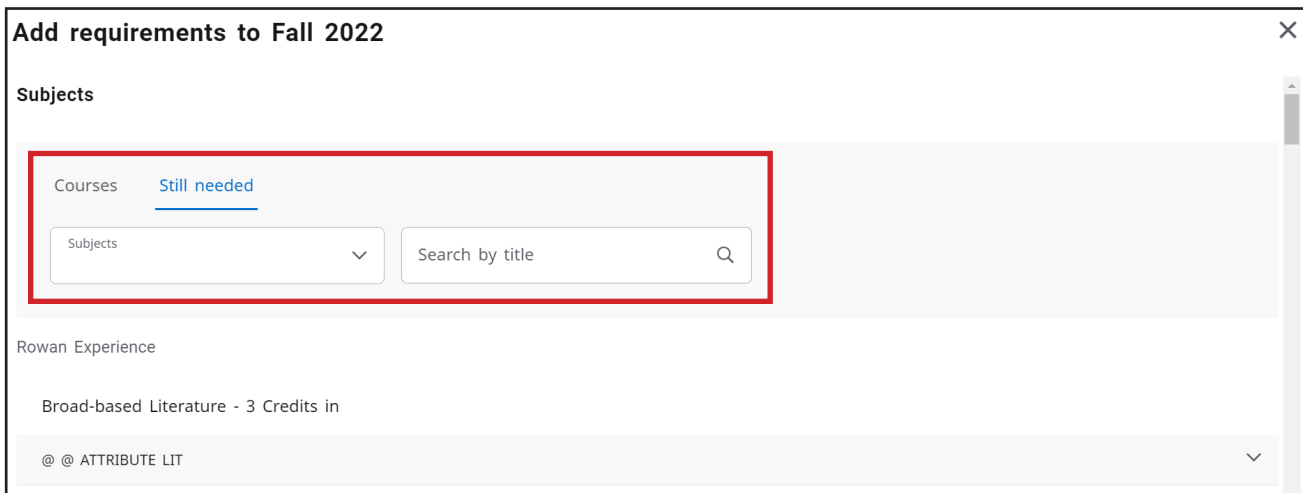 Add requirements to Fall 2022
Subjects
Courses Still needed
Subjects
Search by title
Rowan Experience
Broad-based Literature - 3 Credits in
@ @ ATTRIBUTE LIT